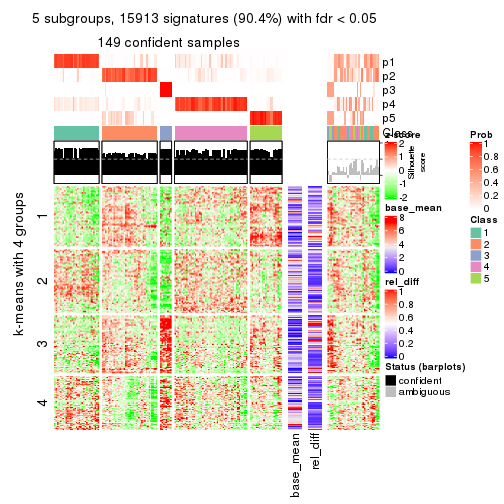 5 subgroups, 15913 signatures (90.4%) with fdr < 0.05
149 confident samples
p1
p2
p3
p4
p5
Class
Silhouette
score
k-means with 4 groups
1
2
3
4
base_mean
rel_diff
z-score
2
1
0
-1
-2
base_mean
8
6
4
2
0
rel_diff
1
0.8
0.6
0.4
0.2
0
Status (barplots)
confident
ambiguous
Prob
1
0.8
0.6
0.4
0.2
0
Class
1
2
3
4
5